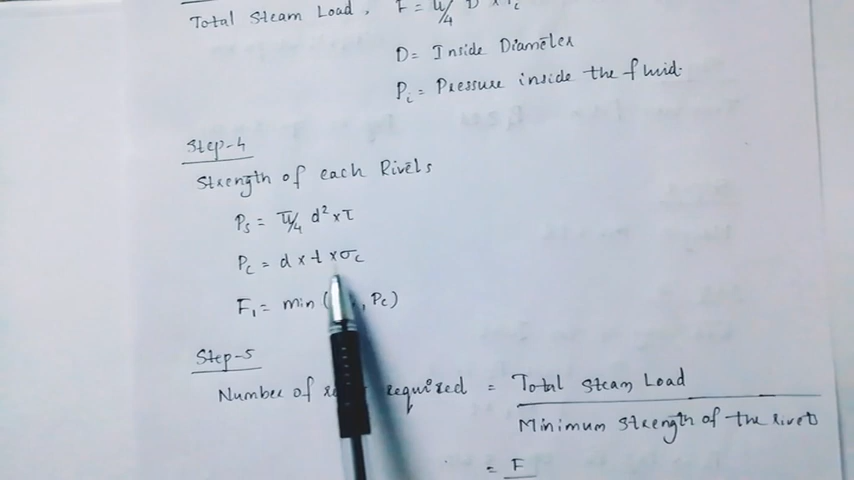 Total Steam Load, F = π/4 D × Pi
D = Inside Diameter
Pi = Pressure inside the fluid.
Step-4
Strength of each Rivets
Ps = π/4 d² × τ
Pc = d × t × σc
F₁ = min ( , Pc)
Step-5
Number of required = Total Steam Load
Minimum strength of the rivets
= F